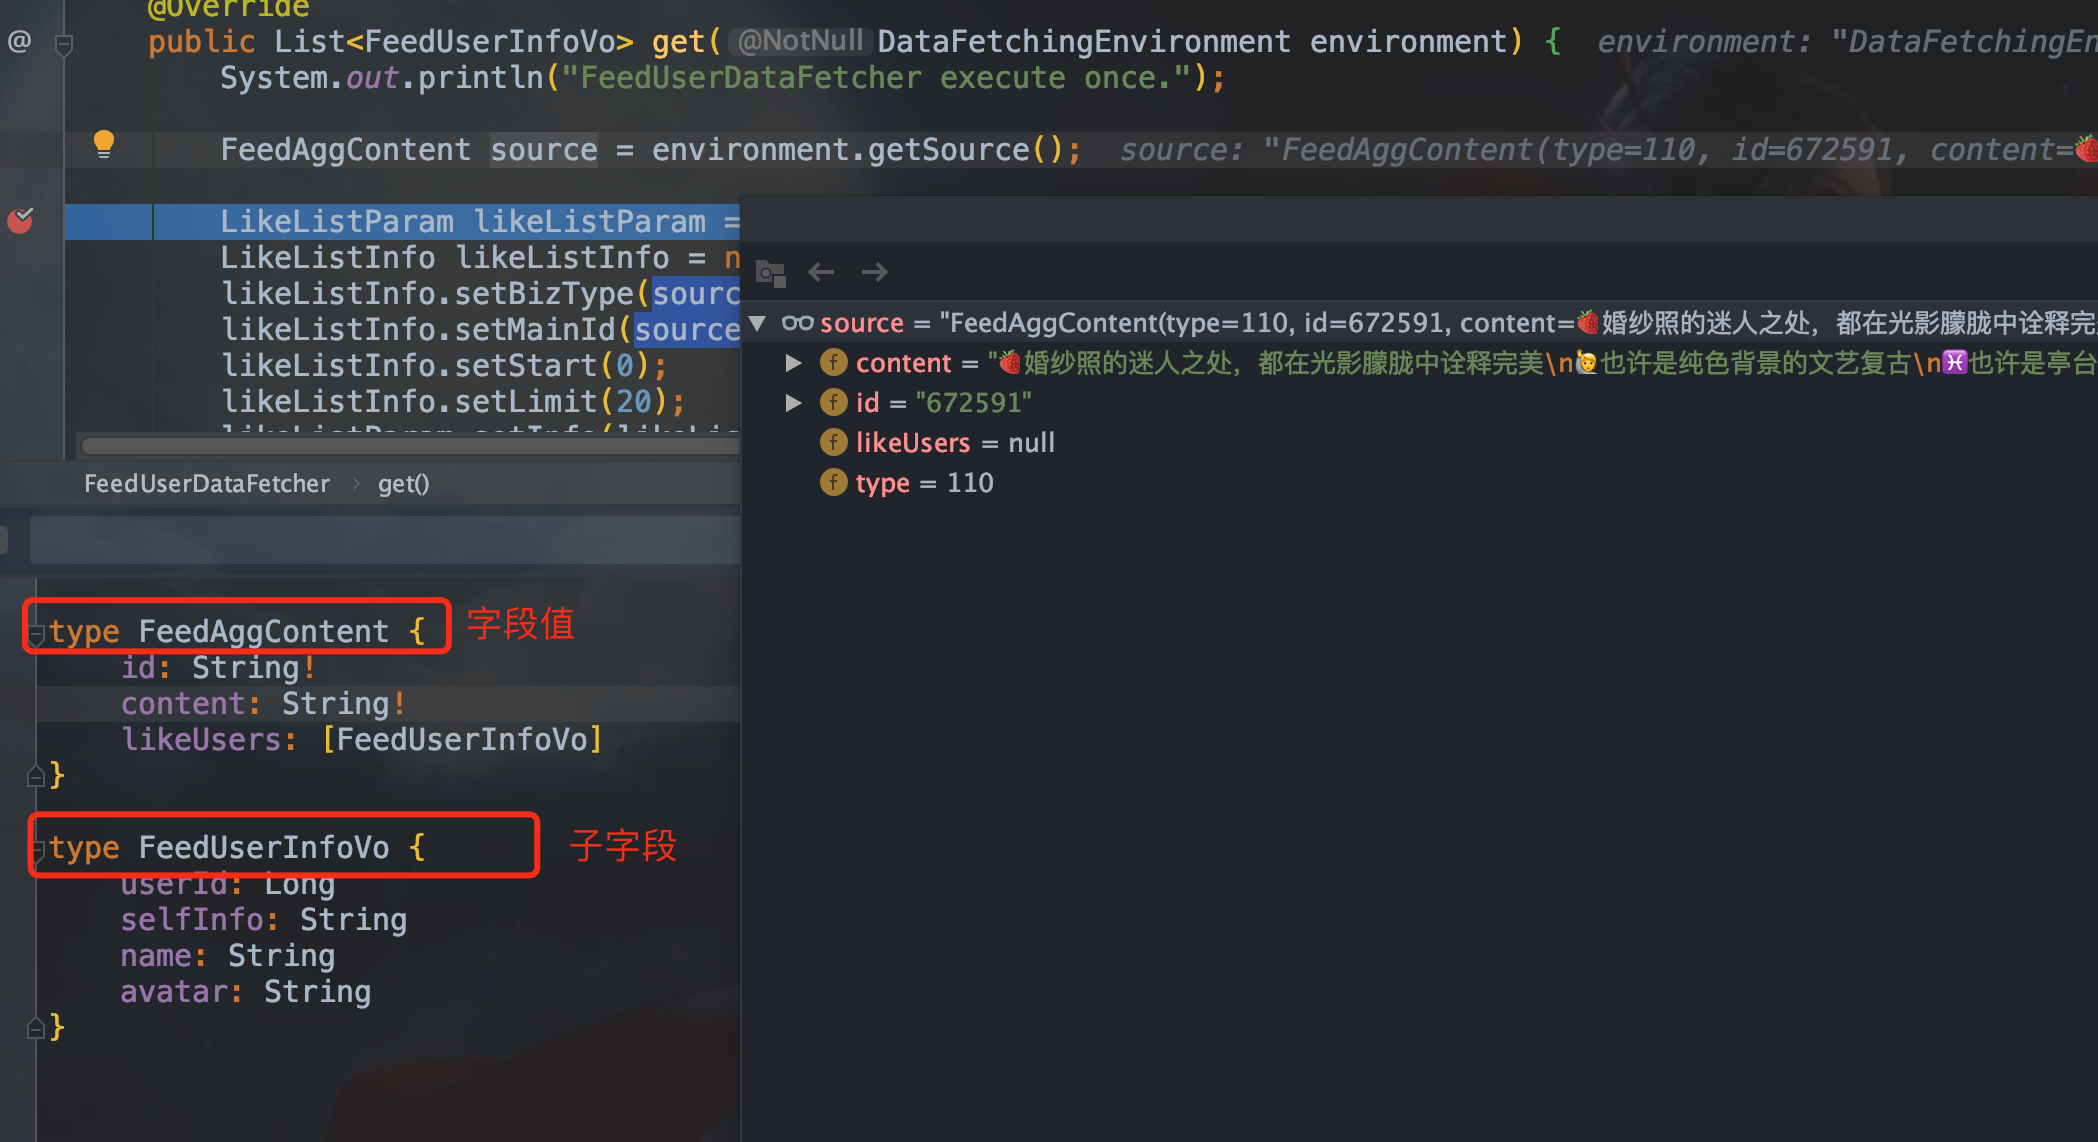 @Override
@ public List<FeedUserInfoVo> get( @NotNull DataFetchingEnvironment environment) { environment: "DataFetchingEn
System.out.println("FeedUserDataFetcher execute once.");
FeedAggContent source = environment.getSource(); source: "FeedAggContent(type=110, id=672591, content=🍓
LikeListParam likeListParam =
LikeListInfo likeListInfo = n
likeListInfo.setBizType(sourc
likeListInfo.setMainId(source
likeListInfo.setStart(0);
likeListInfo.setLimit(20);
likeListParam.setInfo(likeLis
FeedUserDataFetcher › get()
source = "FeedAggContent(type=110, id=672591, content=🍓婚纱照的迷人之处，都在光影朦胧中诠释完
content = "🍓婚纱照的迷人之处，都在光影朦胧中诠释完美\n🙋也许是纯色背景的文艺复古\n♓也许是亭台
id = "672591"
likeUsers = null
type = 110
type FeedAggContent { 字段值
id: String!
content: String!
likeUsers: [FeedUserInfoVo]
}
type FeedUserInfoVo { 子字段
userId: Long
selfInfo: String
name: String
avatar: String
}